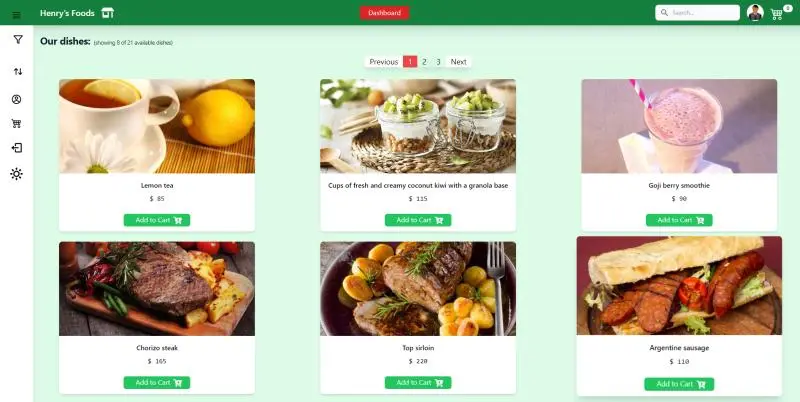 Henry's Foods
Dashboard
Search...
0
Our dishes: (showing 8 of 21 available dishes)
Previous 1 2 3 Next
Lemon tea
$ 85
Add to Cart
Cups of fresh and creamy coconut kiwi with a granola base
$ 115
Add to Cart
Goji berry smoothie
$ 90
Add to Cart
Chorizo steak
$ 165
Add to Cart
Top sirloin
$ 220
Add to Cart
Argentine sausage
$ 110
Add to Cart